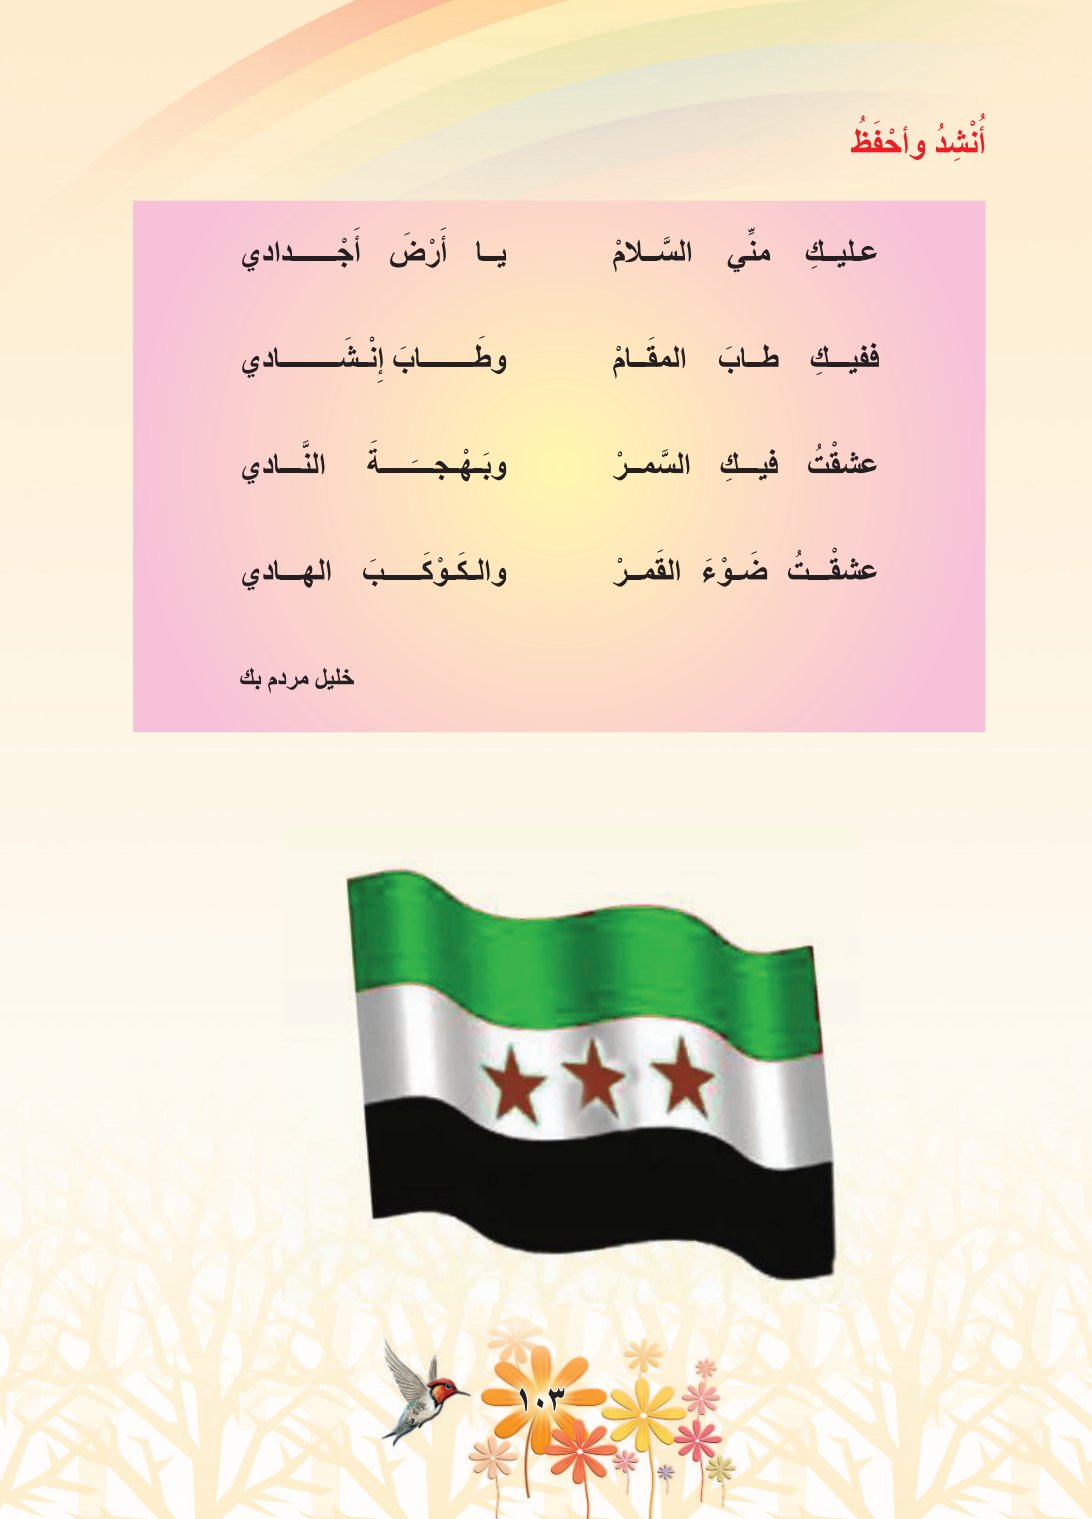 أُنْشِدُ وأحْفَظُ
عليكِ منِّي السَّلامْ يا أَرْضَ أَجْدادي
ففيكِ طابَ المقَامْ وطَابَ إِنْشَادي
عشقْتُ فيكِ السَّمرْ وبَهْجَةَ النَّادي
عشقْتُ ضَوْءَ القَمرْ والكَوْكَبَ الهادي
خليل مردم بك
١٠٣